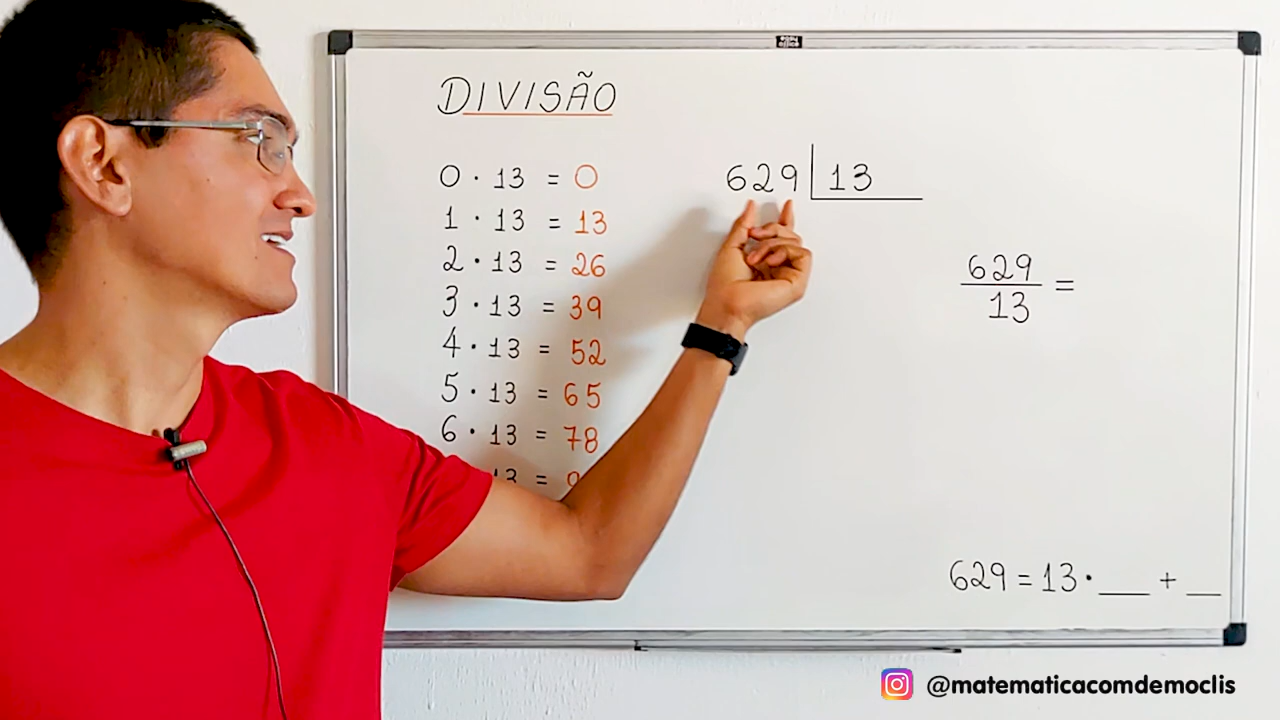 DIVISÃO
0 · 13 = 0
1 · 13 = 13
2 · 13 = 26
3 · 13 = 39
4 · 13 = 52
5 · 13 = 65
6 · 13 = 78
13 =
629 | 13
629
13 =
629 = 13 · ___ + __
@matematicacomdemoclis